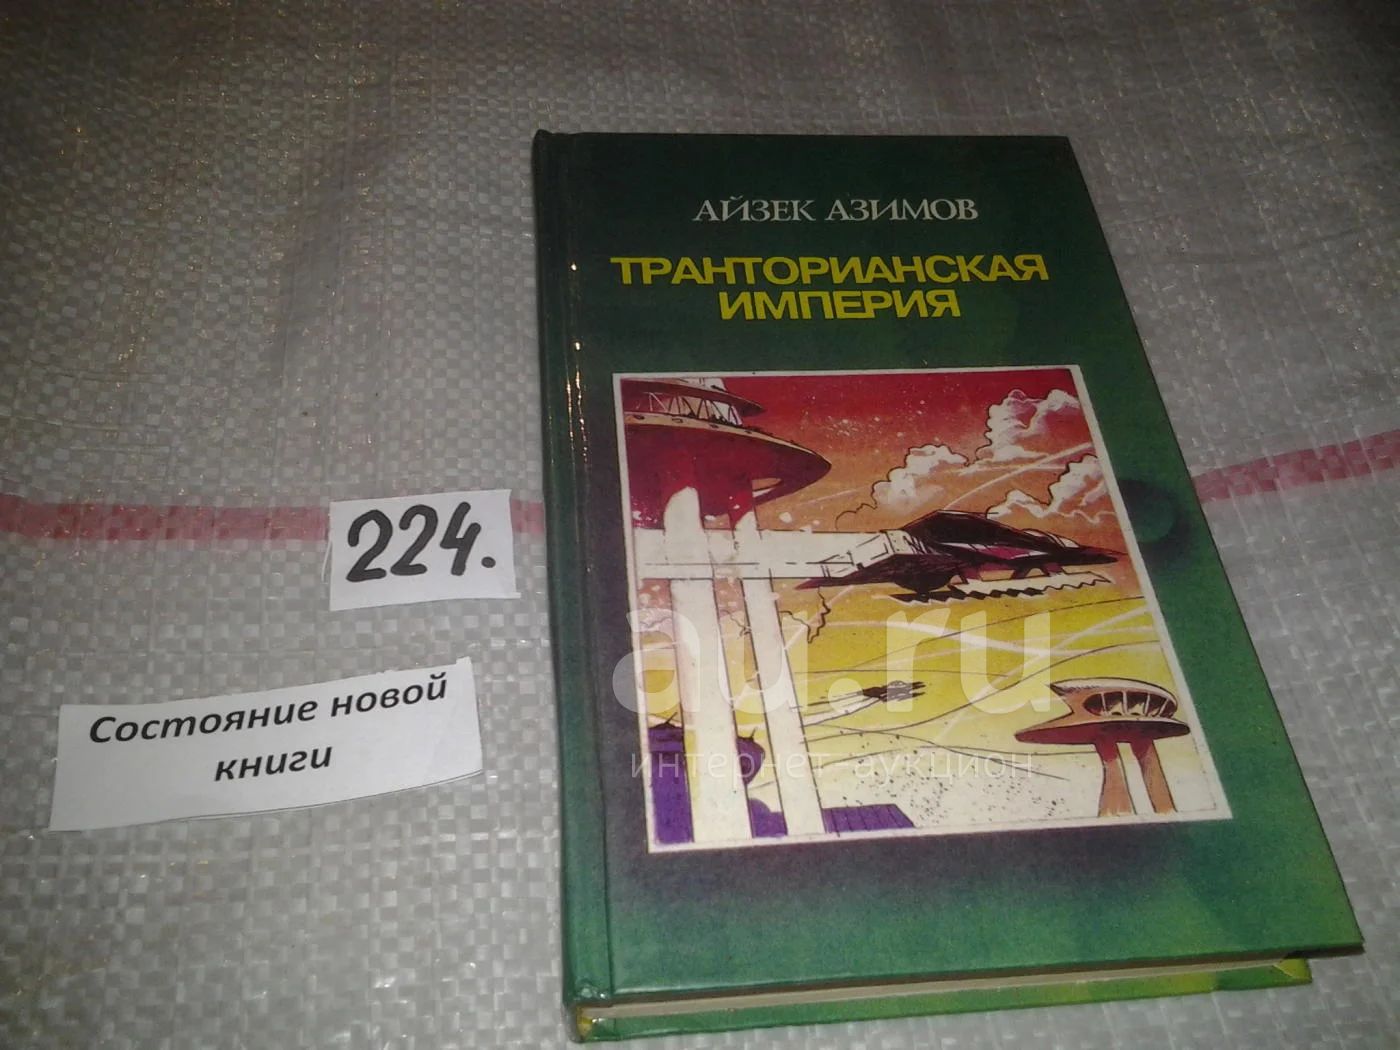 АЙЗЕК АЗИМОВ
ТРАНТОРИАНСКАЯ
ИМПЕРИЯ
224.
Состояние новой
книги
au.ru
интернет-аукцион